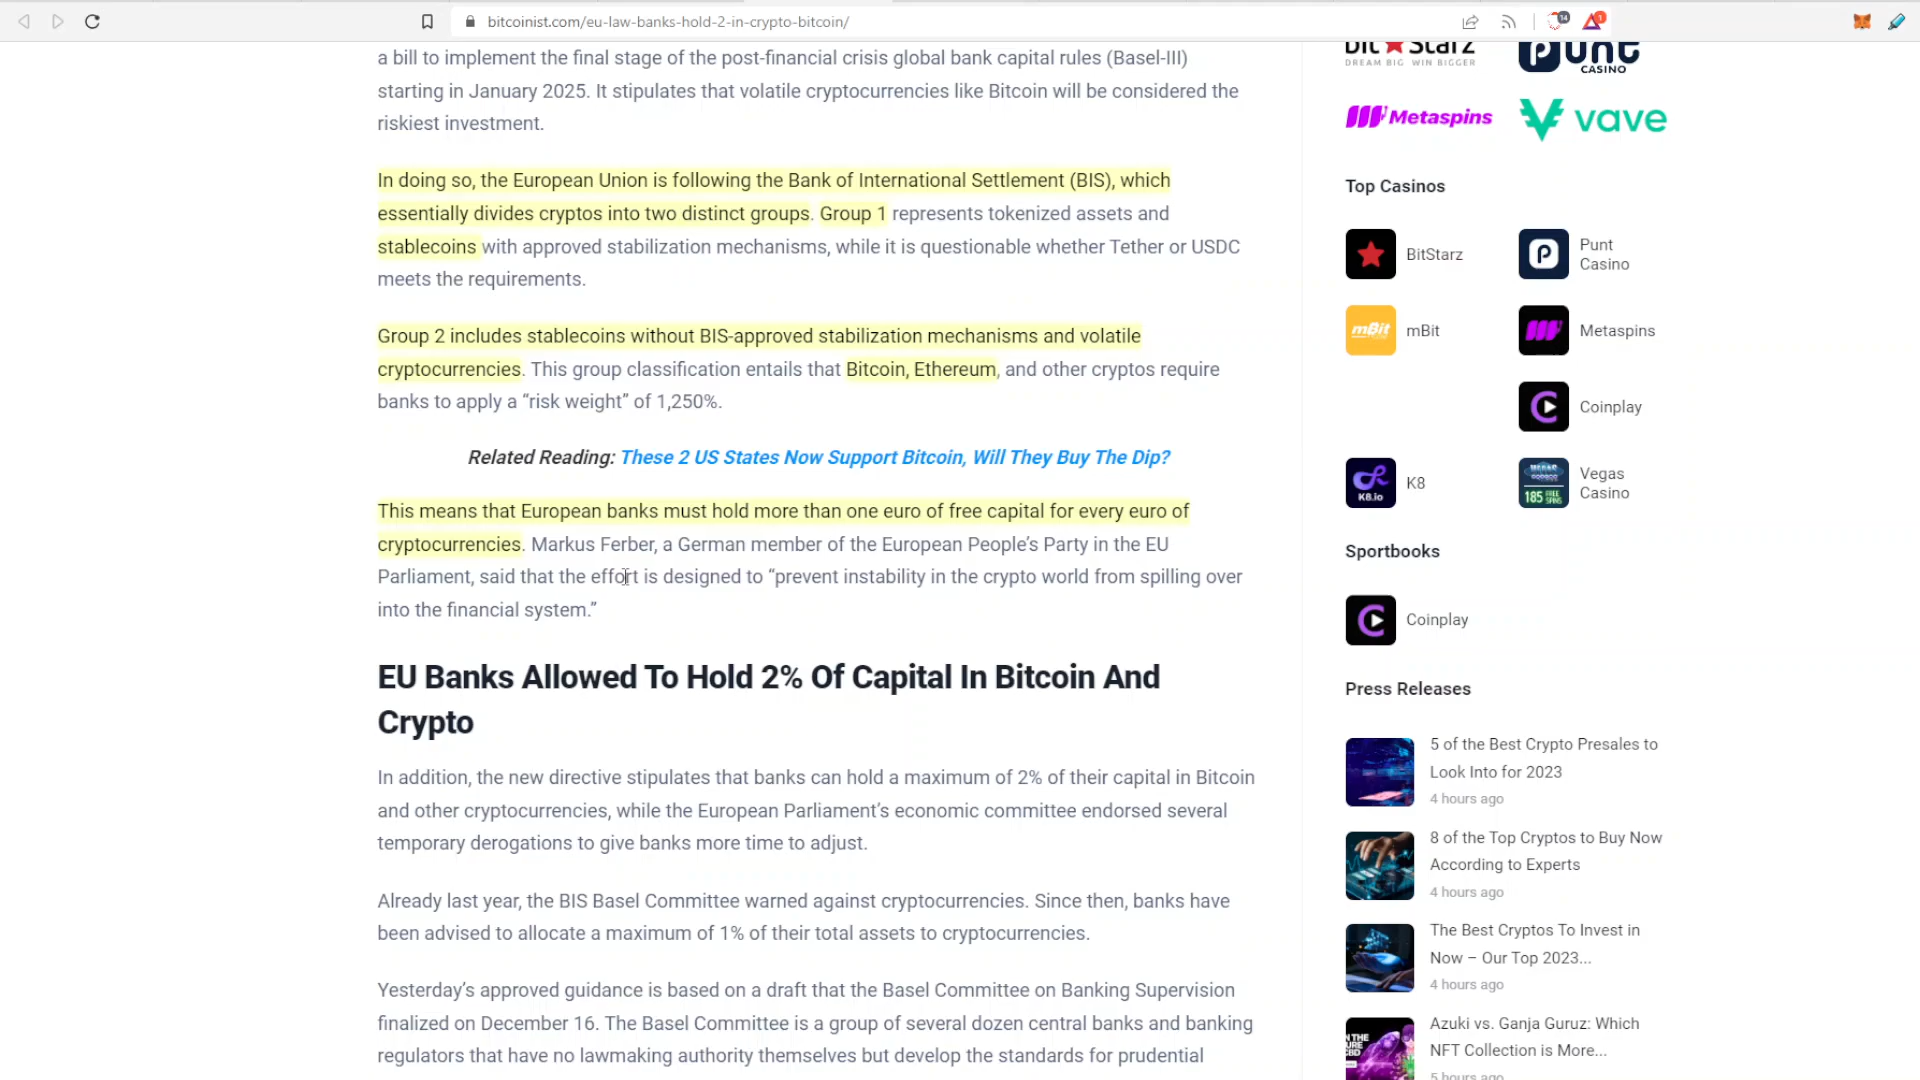 bitcoinist.com/eu-law-banks-hold-2-in-crypto-bitcoin/
14
1
a bill to implement the final stage of the post-financial crisis global bank capital rules (Basel-III)
starting in January 2025. It stipulates that volatile cryptocurrencies like Bitcoin will be considered the
riskiest investment.
In doing so, the European Union is following the Bank of International Settlement (BIS), which
essentially divides cryptos into two distinct groups. Group 1 represents tokenized assets and
stablecoins with approved stabilization mechanisms, while it is questionable whether Tether or USDC
meets the requirements.
Group 2 includes stablecoins without BIS-approved stabilization mechanisms and volatile
cryptocurrencies. This group classification entails that Bitcoin, Ethereum, and other cryptos require
banks to apply a “risk weight” of 1,250%.
Related Reading: These 2 US States Now Support Bitcoin, Will They Buy The Dip?
This means that European banks must hold more than one euro of free capital for every euro of
cryptocurrencies. Markus Ferber, a German member of the European People’s Party in the EU
Parliament, said that the effort is designed to “prevent instability in the crypto world from spilling over
into the financial system.”
EU Banks Allowed To Hold 2% Of Capital In Bitcoin And
Crypto
In addition, the new directive stipulates that banks can hold a maximum of 2% of their capital in Bitcoin
and other cryptocurrencies, while the European Parliament’s economic committee endorsed several
temporary derogations to give banks more time to adjust.
Already last year, the BIS Basel Committee warned against cryptocurrencies. Since then, banks have
been advised to allocate a maximum of 1% of their total assets to cryptocurrencies.
Yesterday’s approved guidance is based on a draft that the Basel Committee on Banking Supervision
finalized on December 16. The Basel Committee is a group of several dozen central banks and banking
regulators that have no lawmaking authority themselves but develop the standards for prudential
Bit Starz
DREAM BIG WIN BIGGER
Punt
CASINO
Metaspins
vave
Top Casinos
BitStarz
Punt
Casino
mBit
mBit
Metaspins
Coinplay
K8.io
K8
185 FREE
SPINS
Vegas
Casino
Sportbooks
Coinplay
Press Releases
5 of the Best Crypto Presales to
Look Into for 2023
4 hours ago
8 of the Top Cryptos to Buy Now
According to Experts
4 hours ago
The Best Cryptos To Invest in
Now – Our Top 2023...
4 hours ago
Azuki vs. Ganja Guruz: Which
NFT Collection is More...
5 hours ago